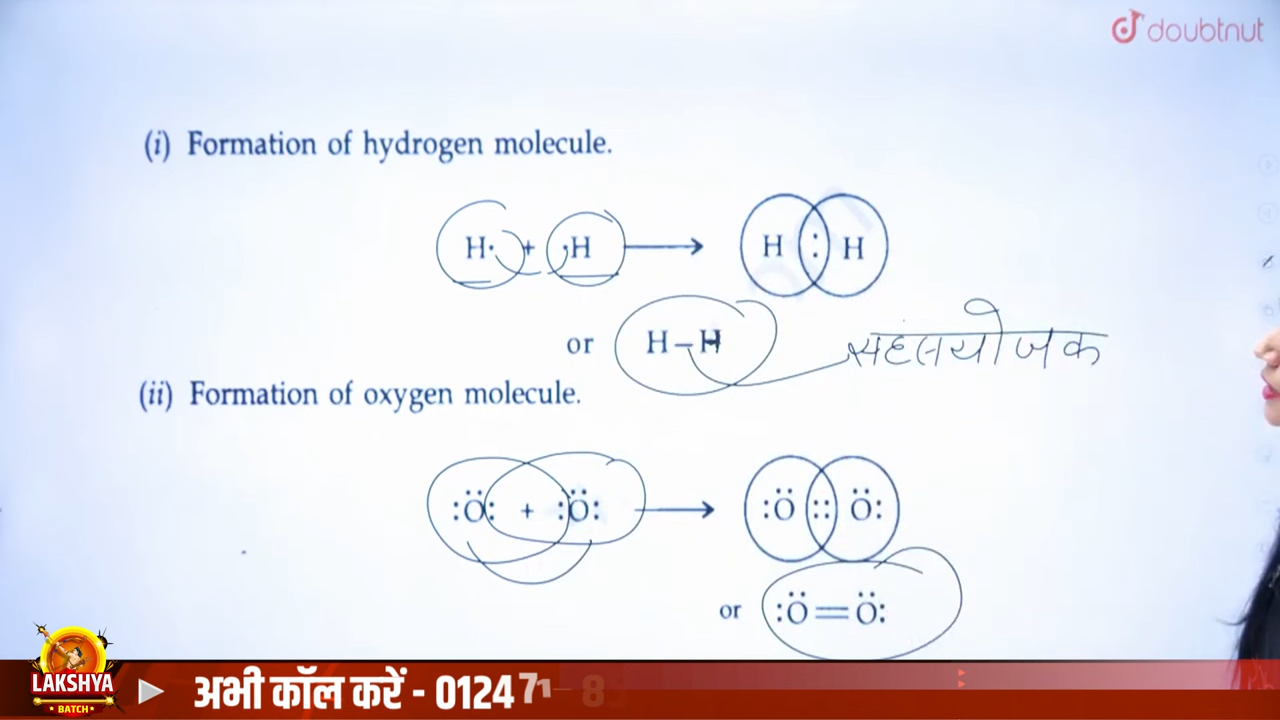 doubtnut
(i) Formation of hydrogen molecule.
H· + ·H ⟶ H : H
or H–H सहसंयोजक
(ii) Formation of oxygen molecule.
:Ö: + :Ö: ⟶ :Ö :: Ö:
or :Ö=Ö:
LAKSHYA
BATCH
अभी कॉल करें - 0124